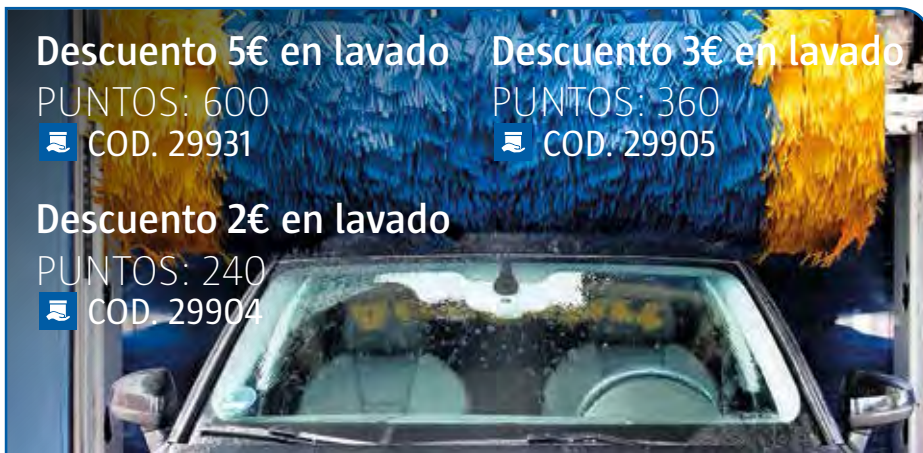 Descuento 5€ en lavado
PUNTOS: 600
COD. 29931
Descuento 3€ en lavado
PUNTOS: 360
COD. 29905
Descuento 2€ en lavado
PUNTOS: 240
COD. 29904